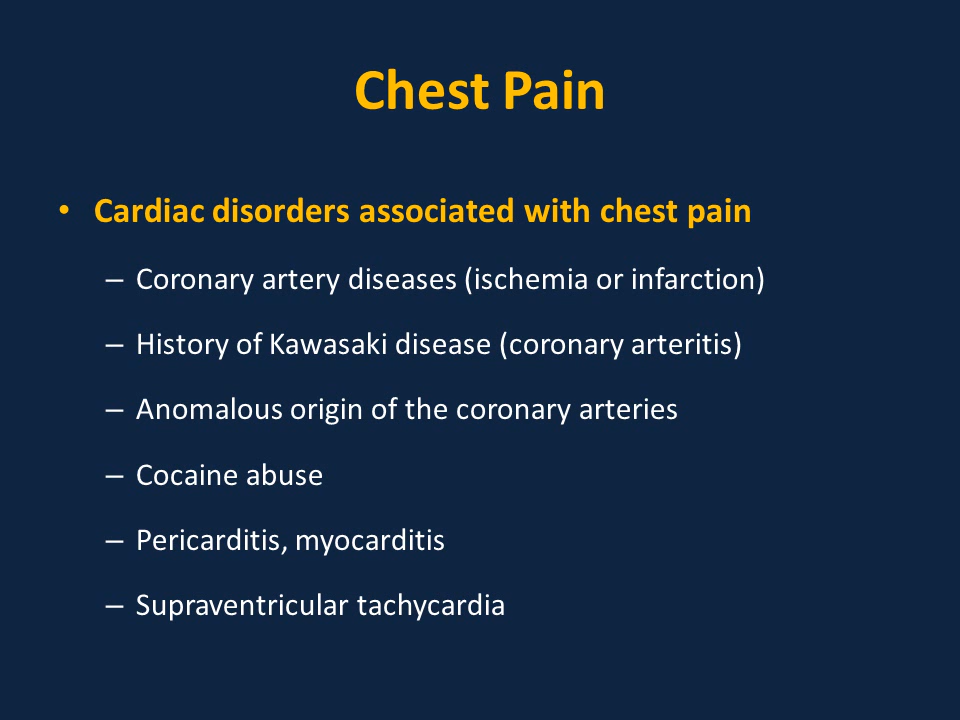 Chest Pain
• Cardiac disorders associated with chest pain
– Coronary artery diseases (ischemia or infarction)
– History of Kawasaki disease (coronary arteritis)
– Anomalous origin of the coronary arteries
– Cocaine abuse
– Pericarditis, myocarditis
– Supraventricular tachycardia